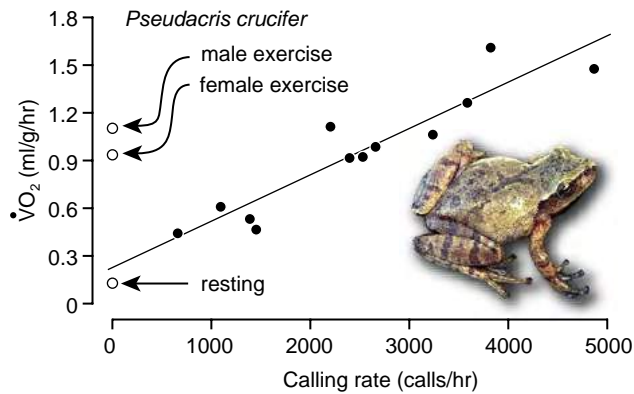 Pseudacris crucifer
1.8
male exercise
1.5
female exercise
1.2
0.9
V̇O₂ (ml/g/hr)
0.6
0.3
resting
0
0 1000 2000 3000 4000 5000
Calling rate (calls/hr)